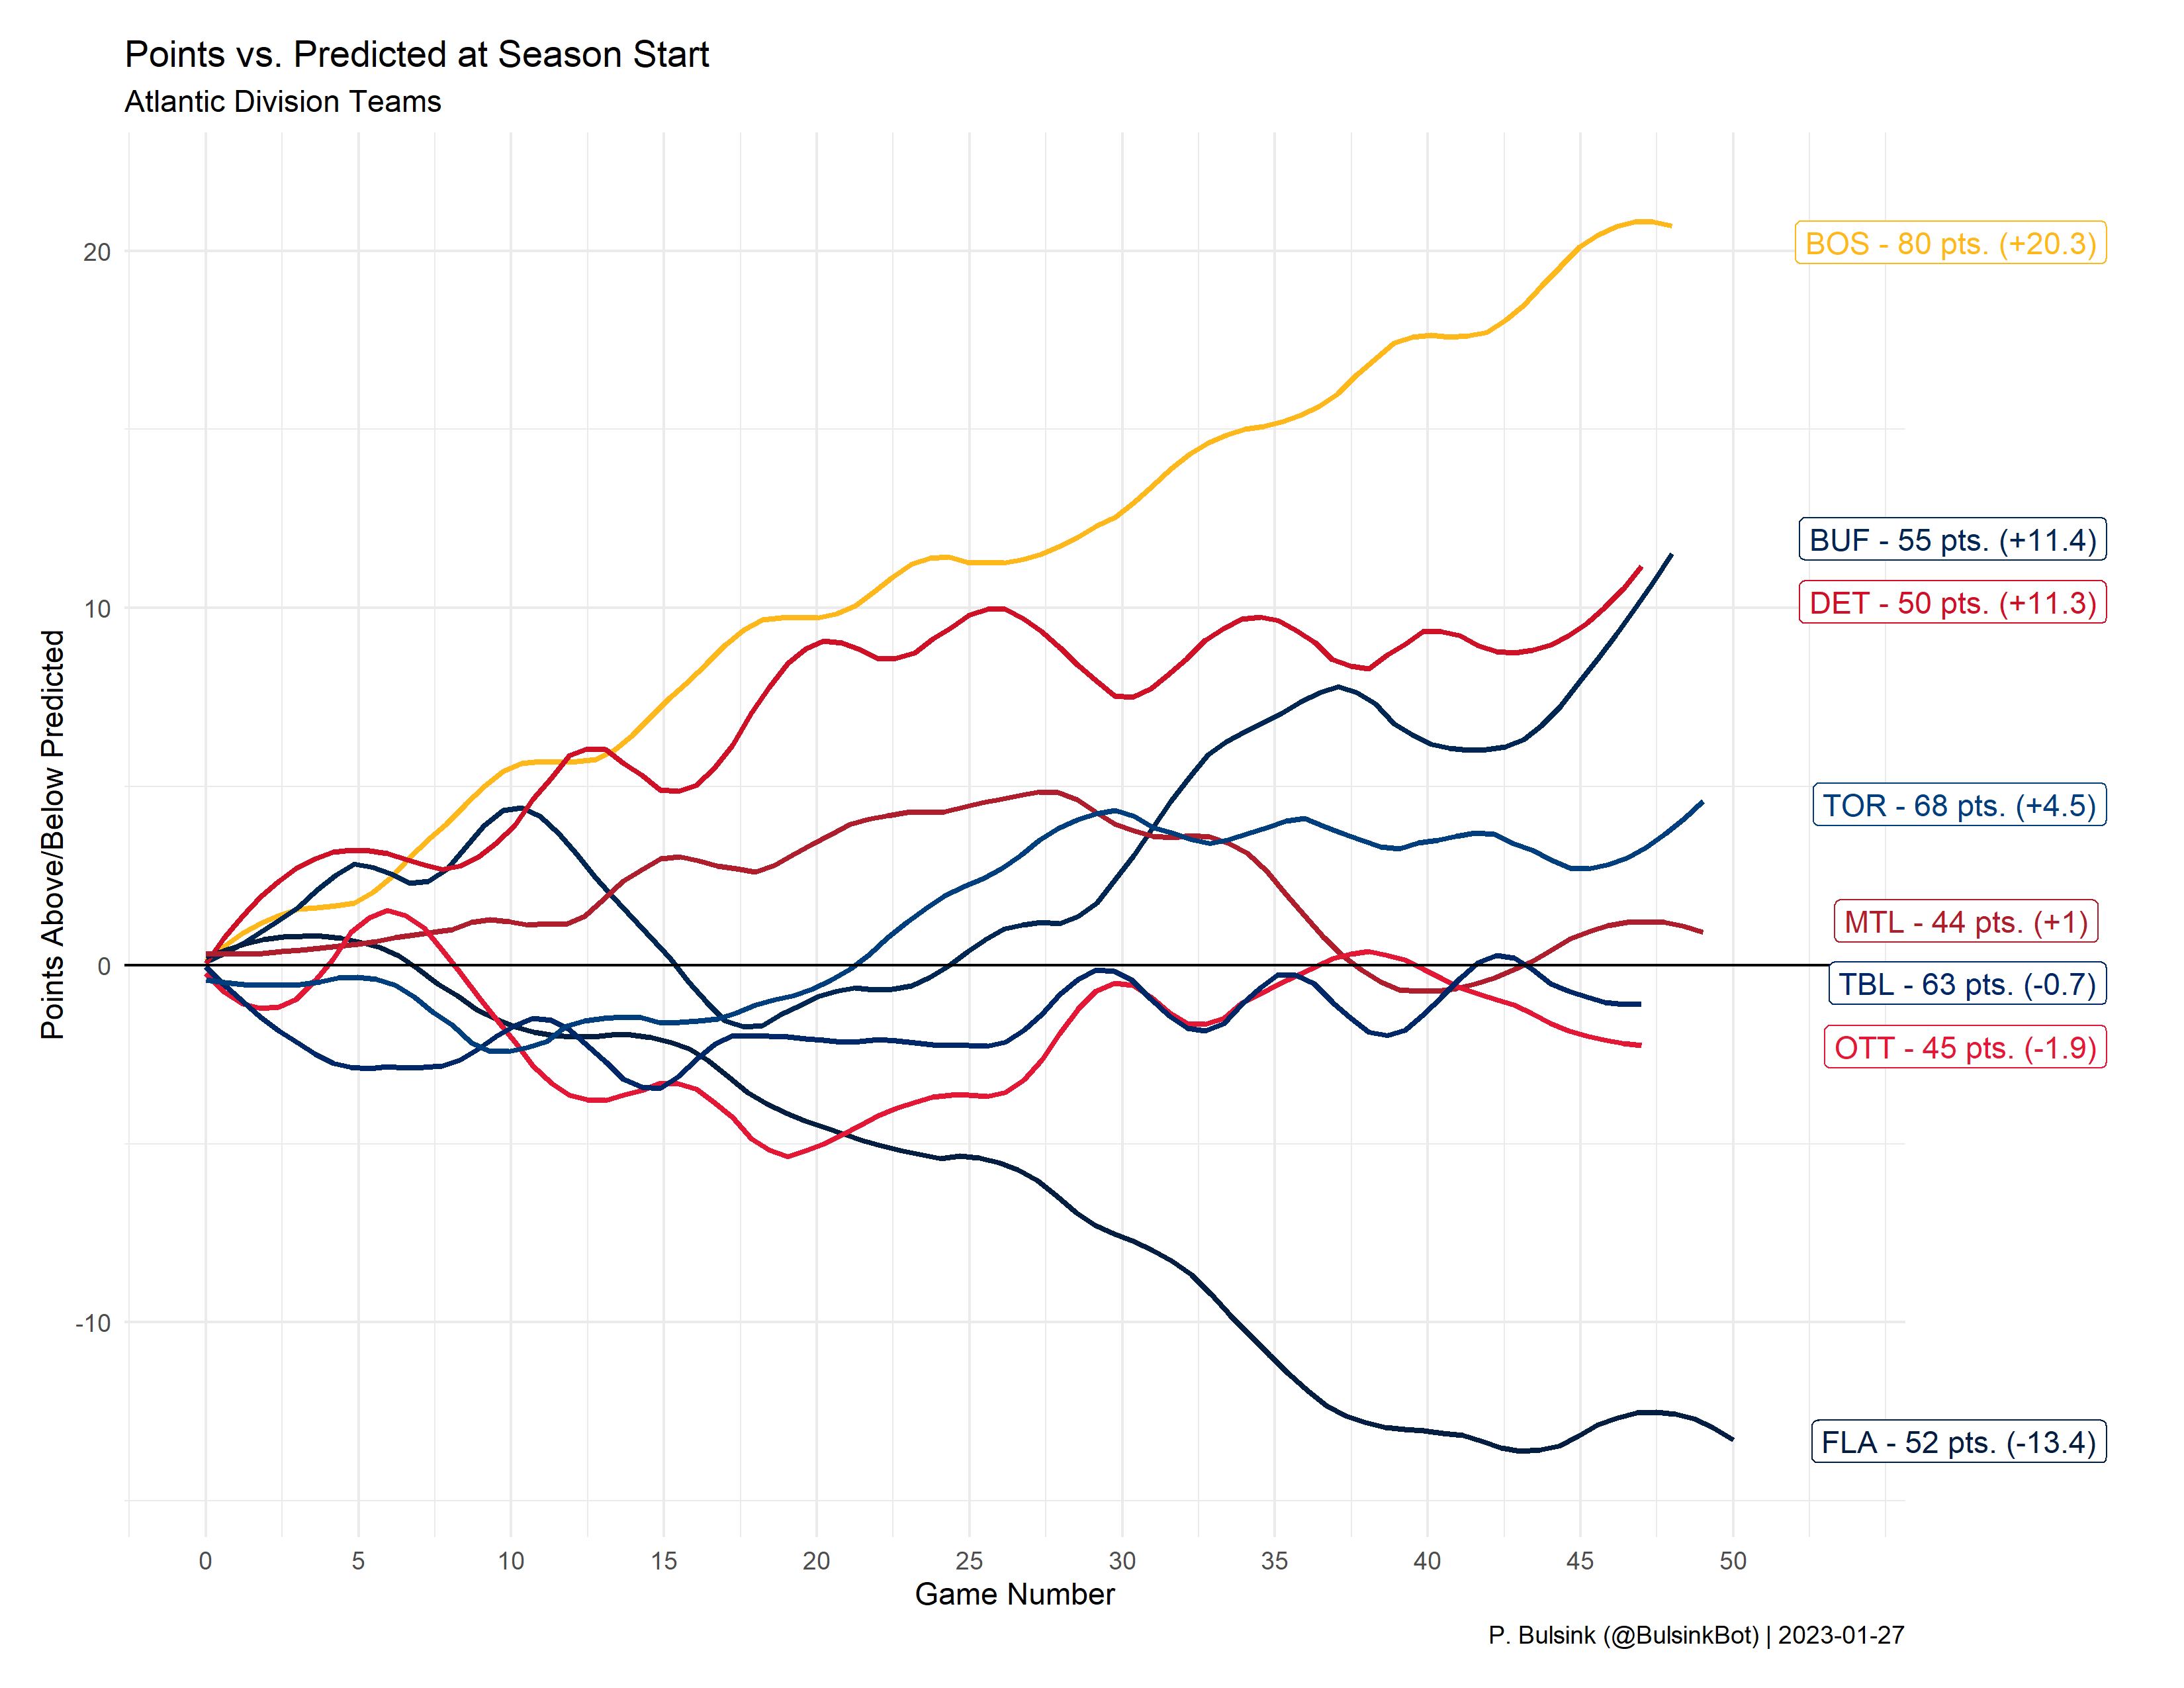 Points vs. Predicted at Season Start
Atlantic Division Teams
Points Above/Below Predicted
20
10
0
-10
BOS - 80 pts. (+20.3)
BUF - 55 pts. (+11.4)
DET - 50 pts. (+11.3)
TOR - 68 pts. (+4.5)
MTL - 44 pts. (+1)
TBL - 63 pts. (-0.7)
OTT - 45 pts. (-1.9)
FLA - 52 pts. (-13.4)
0 5 10 15 20 25 30 35 40 45 50
Game Number
P. Bulsink (@BulsinkBot) | 2023-01-27